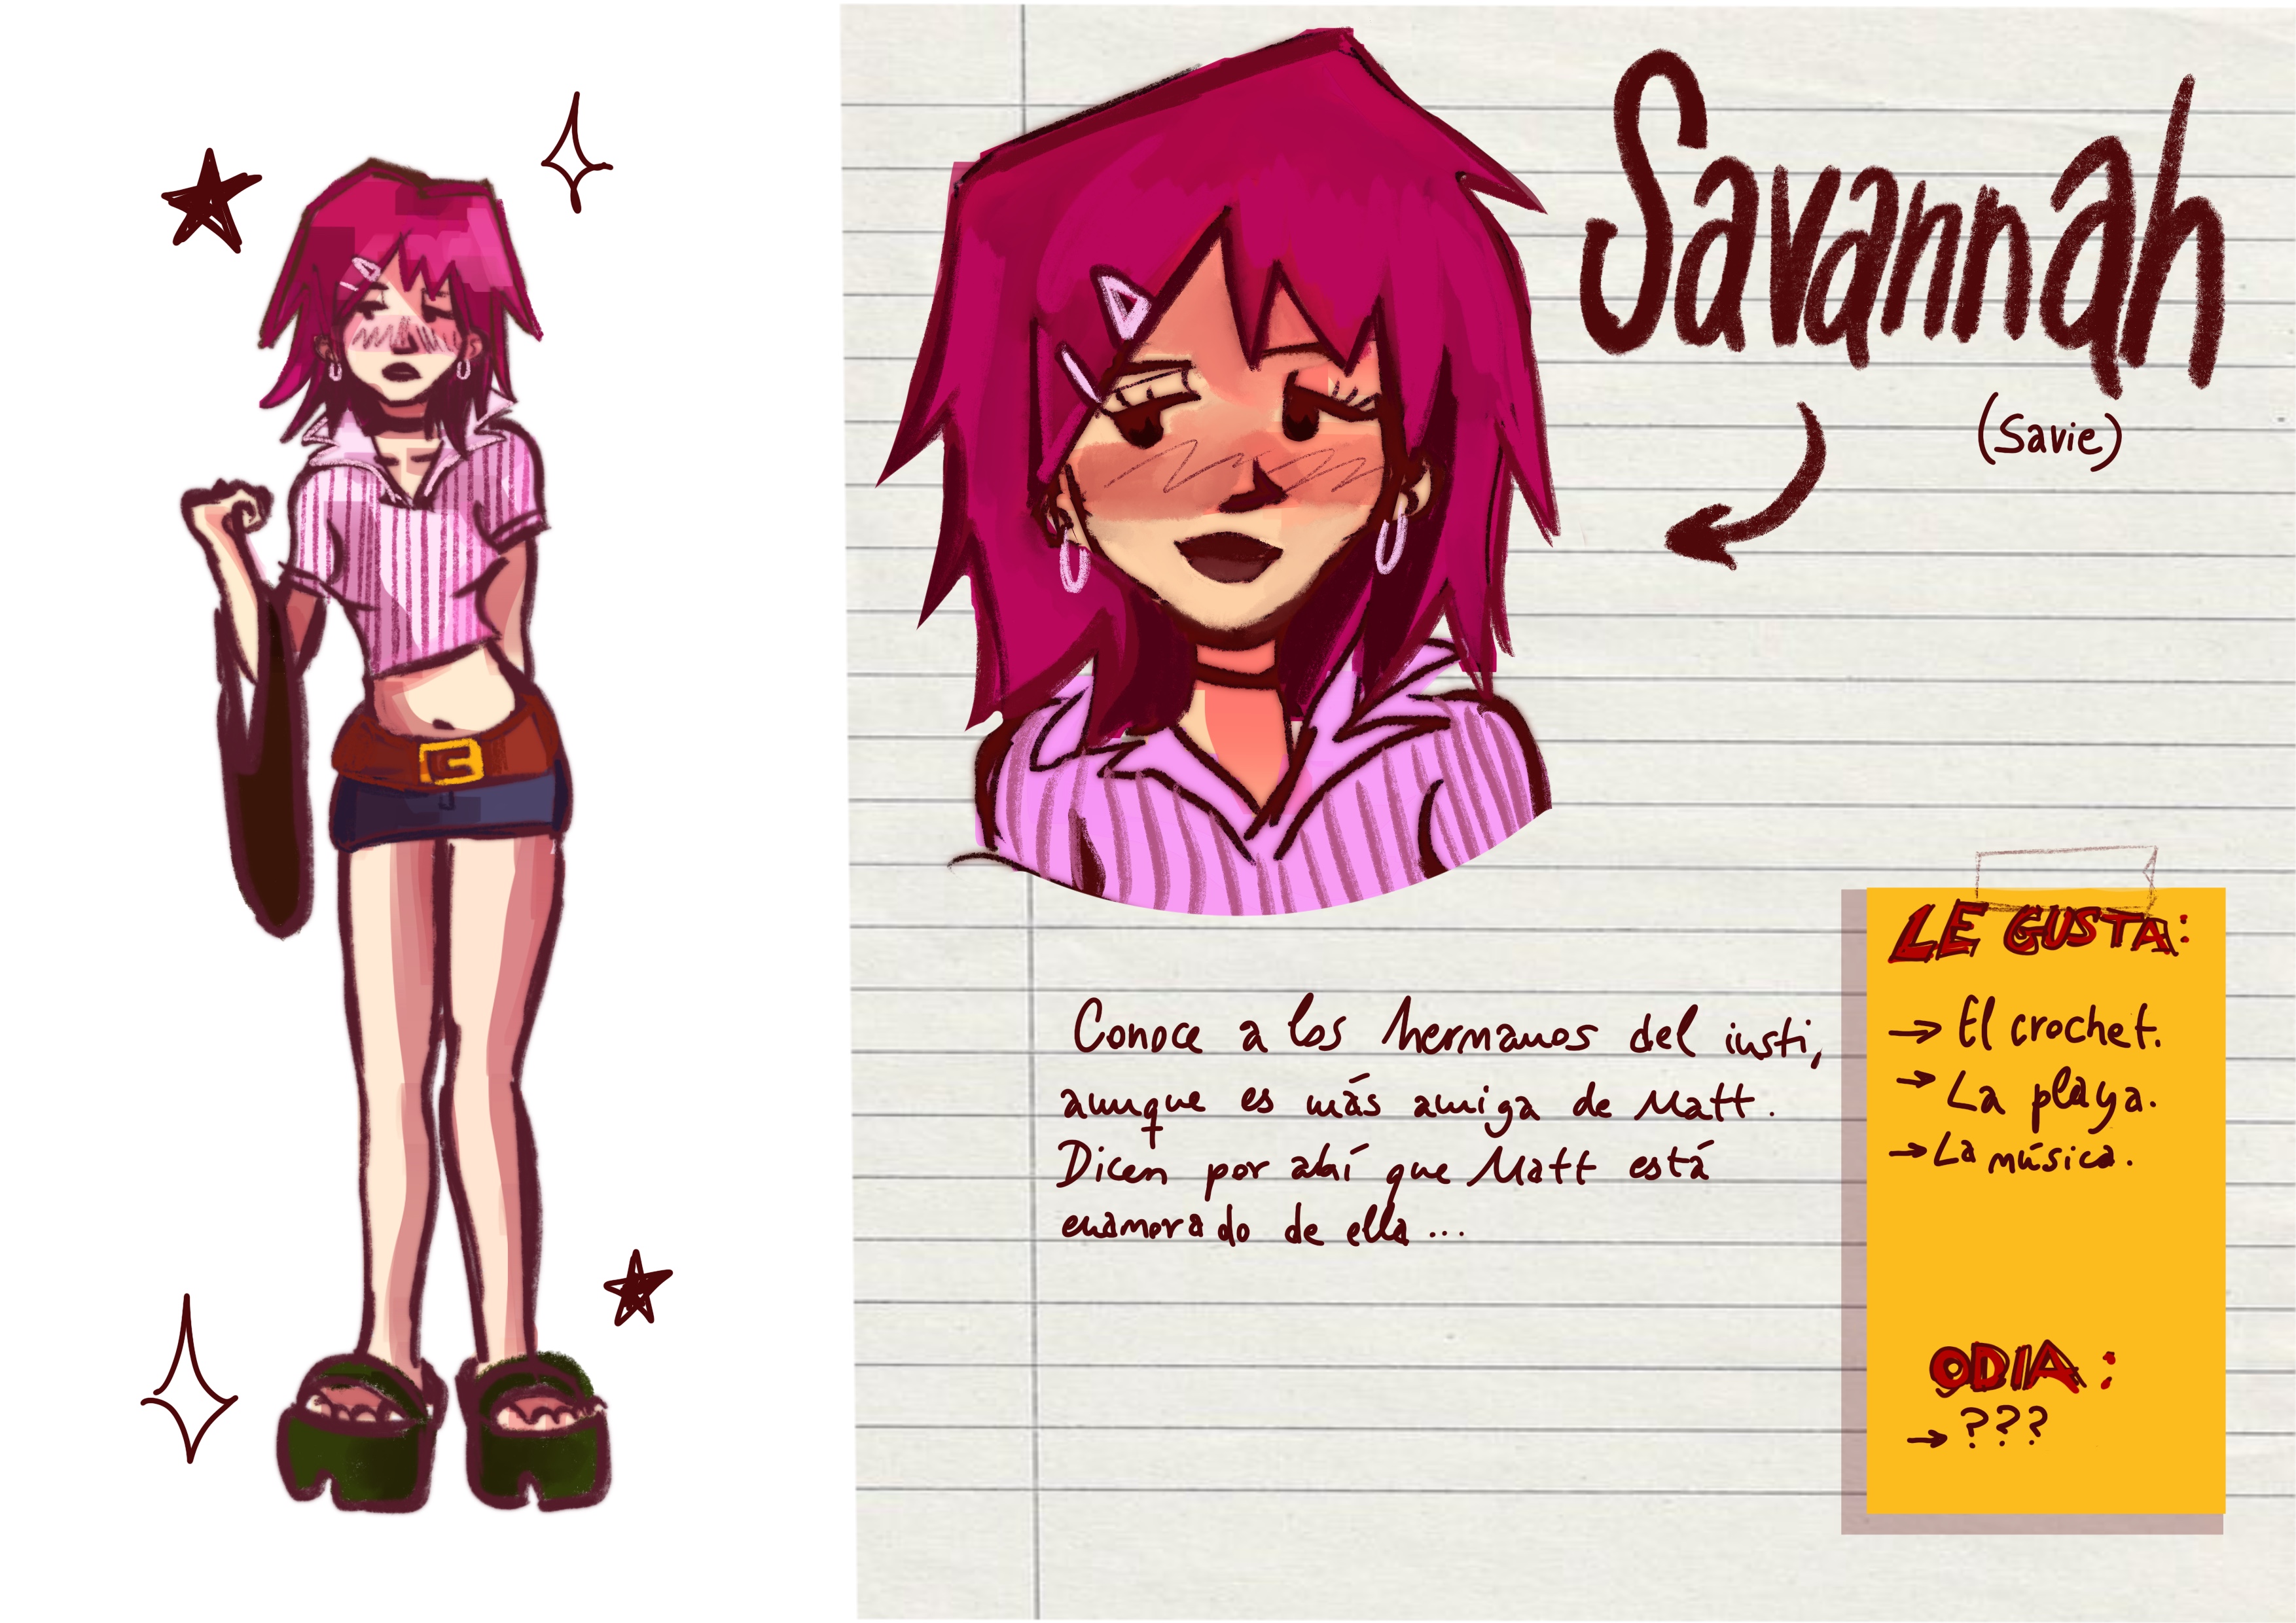 Savannah
(Savie)
Conoce a los hermanos del insti,
aunque es más amiga de Matt.
Dicen por ahí que Matt está
enamorado de ella...
LE GUSTA:
→ El crochet.
→ La playa.
→ La música.
ODIA:
→ ???